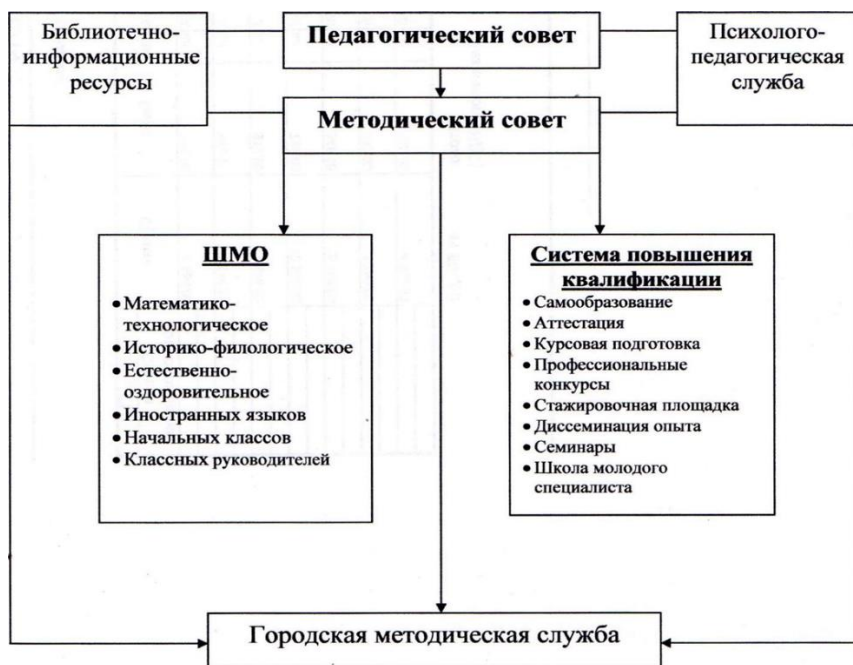 Библиотечно-
информационные
ресурсы
Педагогический совет
Психолого-
педагогическая
служба
Методический совет
ШМО
• Математико-
технологическое
• Историко-филологическое
• Естественно-
оздоровительное
• Иностранных языков
• Начальных классов
• Классных руководителей
Система повышения
квалификации
• Самообразование
• Аттестация
• Курсовая подготовка
• Профессиональные
конкурсы
• Стажировочная площадка
• Диссеминация опыта
• Семинары
• Школа молодого
специалиста
Городская методическая служба